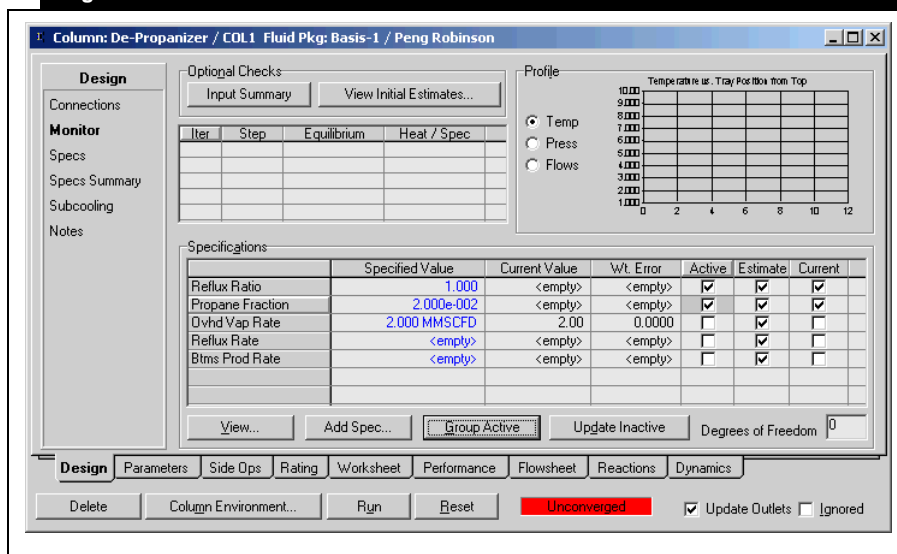 Column: De-Propanizer / COL1 Fluid Pkg: Basis-1 / Peng Robinson
Design
Connections
Monitor
Specs
Specs Summary
Subcooling
Notes
Optional Checks
Input Summary
View Initial Estimates...
Iter Step Equilibrium Heat / Spec
Profile
Temp
Press
Flows
Temperature vs. Tray Position from Top
10.00
9.000
8.000
7.000
6.000
5.000
4.000
3.000
2.000
1.000
0 2 4 6 8 10 12
Specifications
Specified Value Current Value Wt. Error Active Estimate Current
Reflux Ratio 1.000 <empty> <empty>
Propane Fraction 2.000e-002 <empty> <empty>
Ovhd Vap Rate 2.000 MMSCFD 2.00 0.0000
Reflux Rate <empty> <empty> <empty>
Btms Prod Rate <empty> <empty> <empty>
View... Add Spec... Group Active Update Inactive Degrees of Freedom 0
Design Parameters Side Ops Rating Worksheet Performance Flowsheet Reactions Dynamics
Delete Column Environment... Run Reset Unconverged Update Outlets Ignored